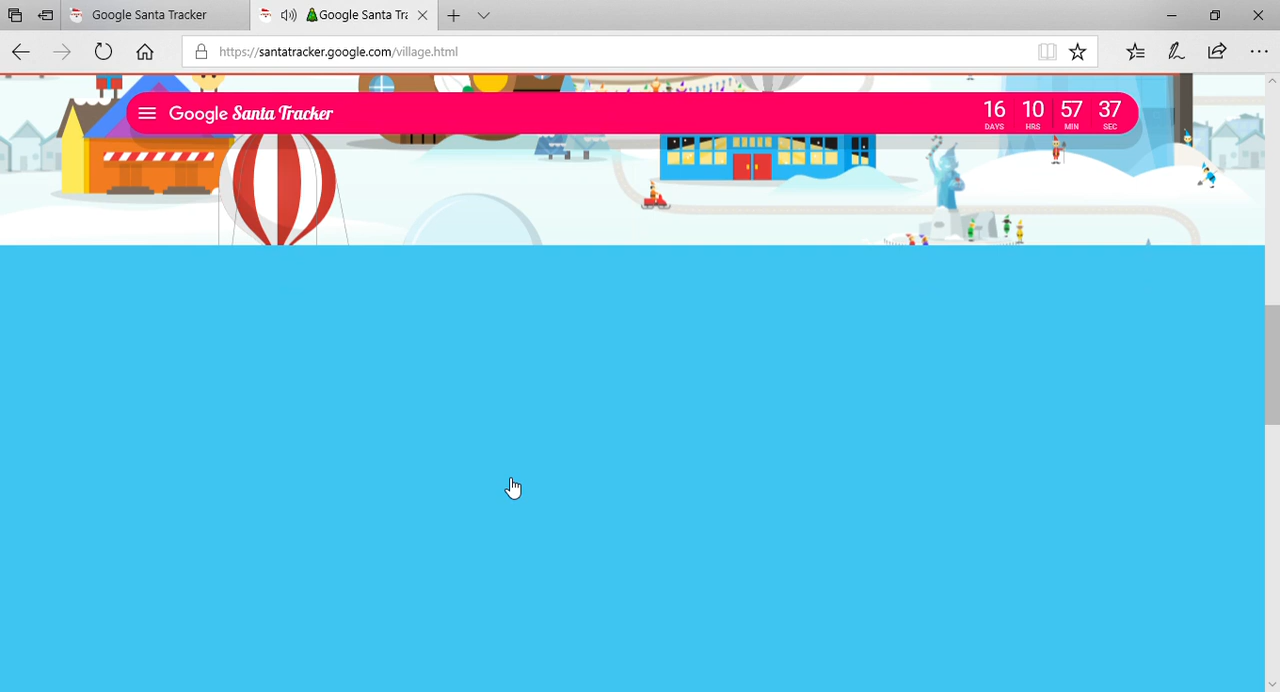 Google Santa Tracker
Google Santa Tra
https://santatracker.google.com/village.html
Google Santa Tracker
16 10 57 37
DAYS HRS MIN SEC